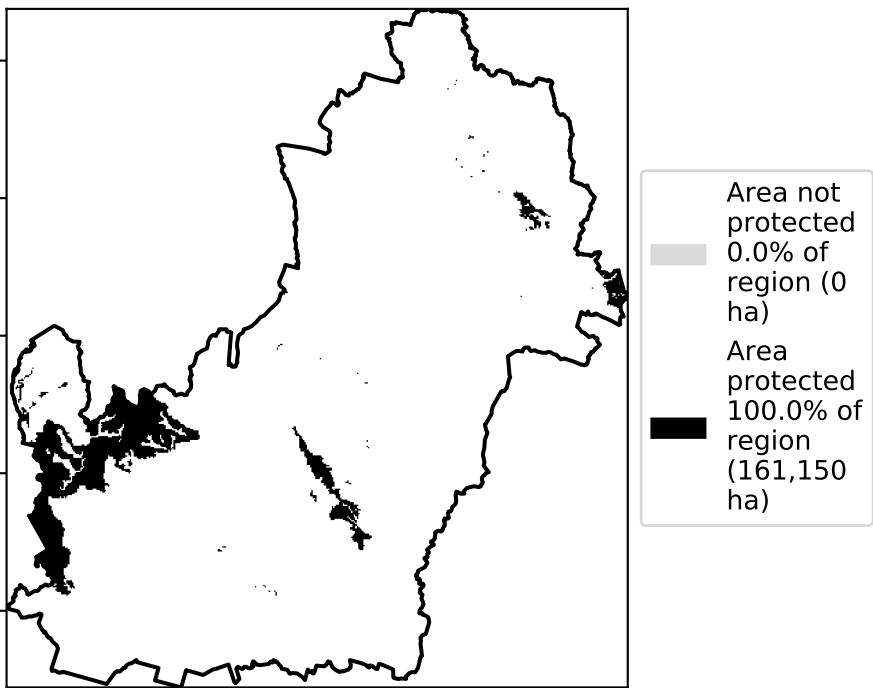 Area not
protected
0.0% of
region (0
ha)
Area
protected
100.0% of
region
(161,150
ha)